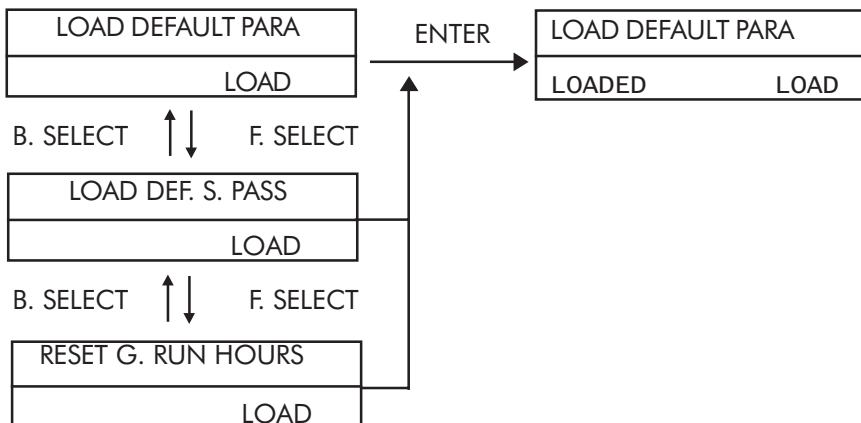 LOAD DEFAULT PARA
LOAD
ENTER
LOAD DEFAULT PARA
LOADED LOAD
B. SELECT F. SELECT
LOAD DEF. S. PASS
LOAD
B. SELECT F. SELECT
RESET G. RUN HOURS
LOAD